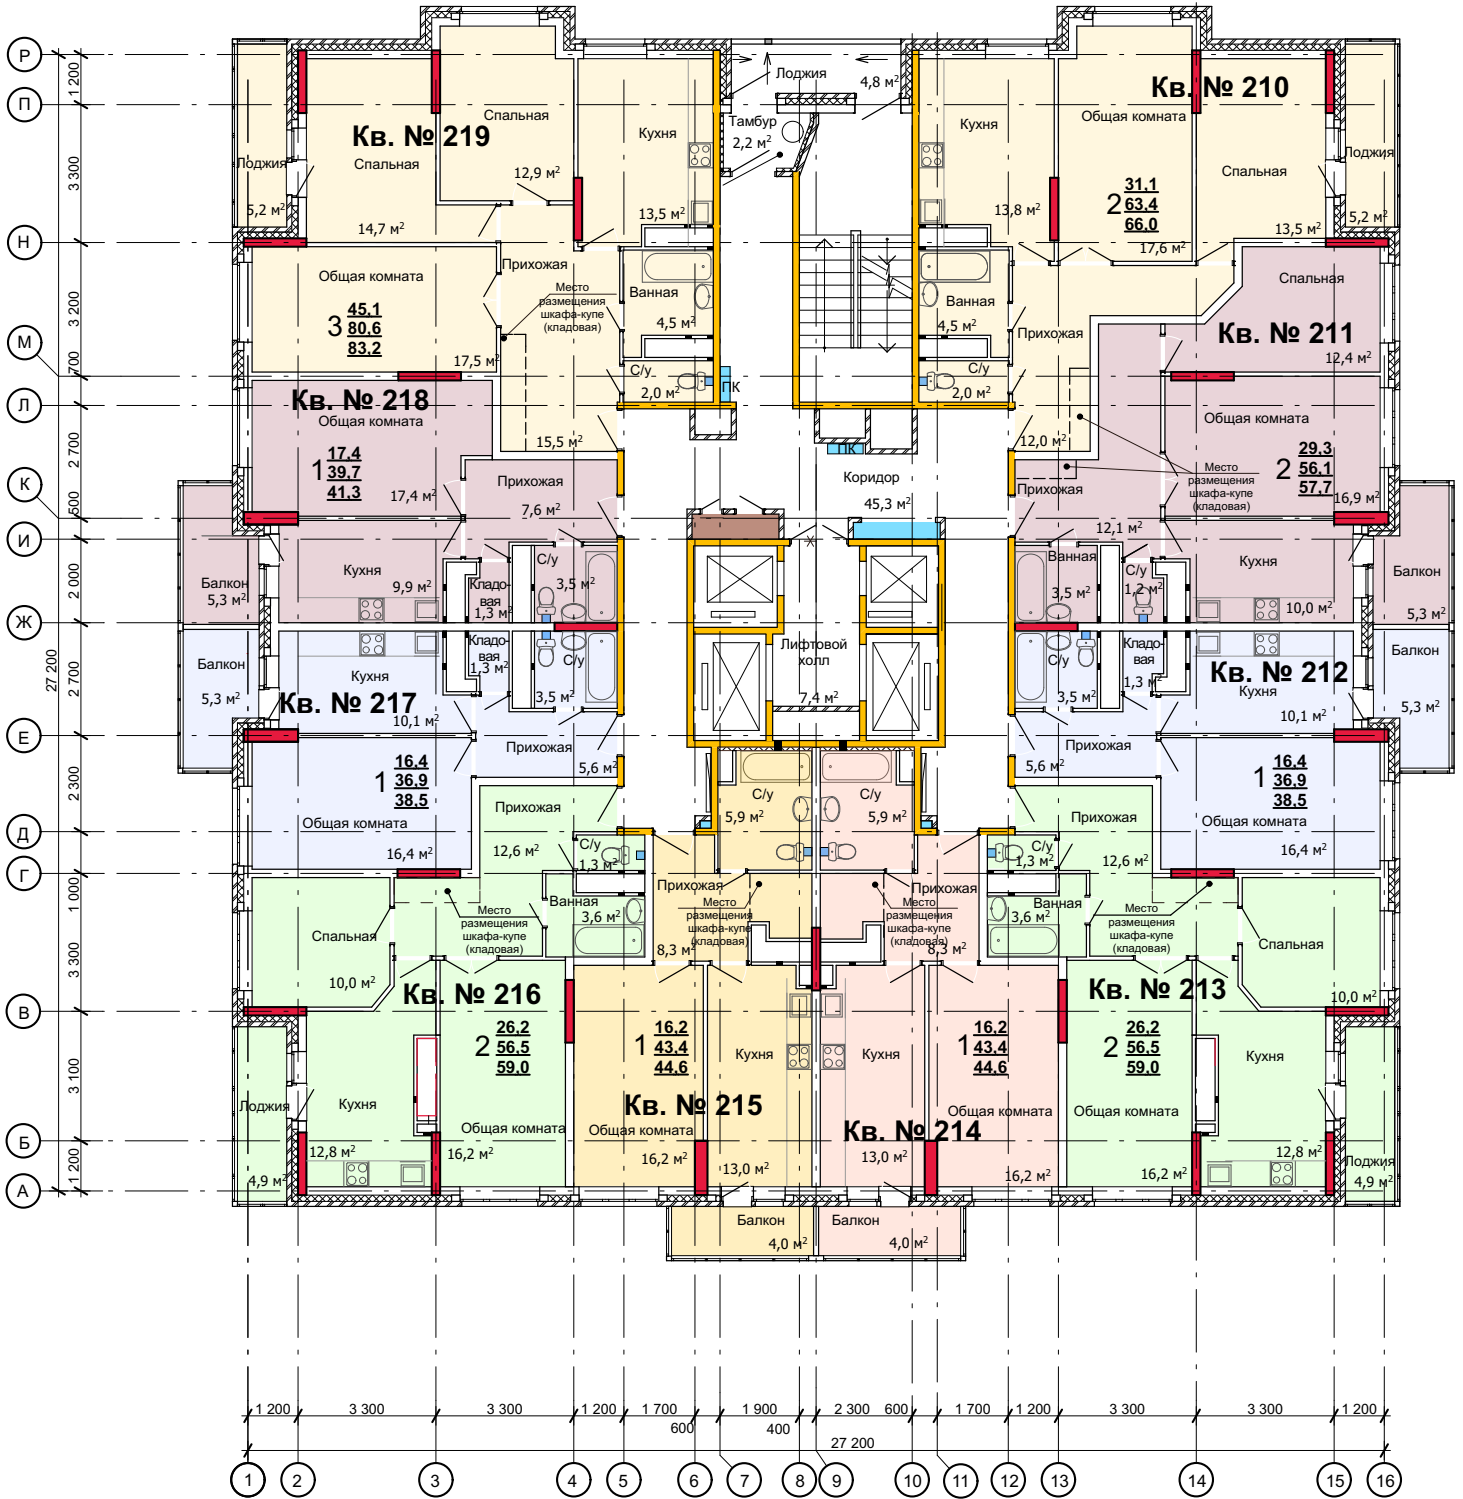 Р
П
Н
М
Л
К
И
Ж
Е
Д
Г
В
Б
А
1 200
3 300
3 200
700
2 700
500
2 000
2 700
2 300
1 000
3 300
3 100
1 200
27 200
Кв. № 219
Лоджия
5,2 м²
Спальная
14,7 м²
Спальная
12,9 м²
Кухня
13,5 м²
Общая комната
3
45,1
80,6
83,2
17,5 м²
Прихожая
Место
размещения
шкафа-купе
(кладовая)
15,5 м²
Ванная
4,5 м²
С/у
2,0 м²
Лоджия
4,8 м²
Тамбур
2,2 м²
ПК
ПК
Коридор
45,3 м²
Лифтовой
холл
7,4 м²
Кв. № 210
Кухня
13,8 м²
Общая комната
2
31,1
63,4
66,0
17,6 м²
Спальная
13,5 м²
Лоджия
5,2 м²
Ванная
4,5 м²
Прихожая
12,0 м²
С/у
2,0 м²
Кв. № 211
Спальная
12,4 м²
Общая комната
2
29,3
56,1
57,7
16,9 м²
Место
размещения
шкафа-купе
(кладовая)
Прихожая
12,1 м²
Ванная
3,5 м²
С/у
1,2 м²
Кухня
10,0 м²
Балкон
5,3 м²
Кв. № 218
Общая комната
1
17,4
39,7
41,3
17,4 м²
Прихожая
7,6 м²
Кухня
9,9 м²
Кладо-
вая
1,3 м²
С/у
3,5 м²
Балкон
5,3 м²
Кв. № 217
Балкон
5,3 м²
Кухня
10,1 м²
Кладо-
вая
1,3 м²
С/у
3,5 м²
Прихожая
5,6 м²
1
16,4
36,9
38,5
Общая комната
16,4 м²
Кв. № 212
С/у
3,5 м²
Кладо-
вая
1,3 м²
Кухня
10,1 м²
Балкон
5,3 м²
Прихожая
5,6 м²
1
16,4
36,9
38,5
Общая комната
16,4 м²
Кв. № 216
Прихожая
12,6 м²
С/у
1,3 м²
Ванная
3,6 м²
Место
размещения
шкафа-купе
(кладовая)
Спальная
10,0 м²
2
26,2
56,5
59,0
Лоджия
4,9 м²
Кухня
12,8 м²
Общая комната
16,2 м²
Кв. № 215
С/у
5,9 м²
Прихожая
8,3 м²
Место
размещения
шкафа-купе
(кладовая)
1
16,2
43,4
44,6
Кухня
13,0 м²
Общая комната
16,2 м²
Балкон
4,0 м²
Кв. № 214
С/у
5,9 м²
Прихожая
8,3 м²
Место
размещения
шкафа-купе
(кладовая)
1
16,2
43,4
44,6
Кухня
13,0 м²
Общая комната
16,2 м²
Балкон
4,0 м²
Кв. № 213
Прихожая
12,6 м²
С/у
1,3 м²
Ванная
3,6 м²
Место
размещения
шкафа-купе
(кладовая)
Спальная
10,0 м²
2
26,2
56,5
59,0
Кухня
12,8 м²
Общая комната
16,2 м²
Лоджия
4,9 м²
1 200
3 300
3 300
1 200
1 700
600
1 900
400
2 300
600
1 700
1 200
3 300
3 300
1 200
27 200
1
2
3
4
5
6
7
8
9
10
11
12
13
14
15
16